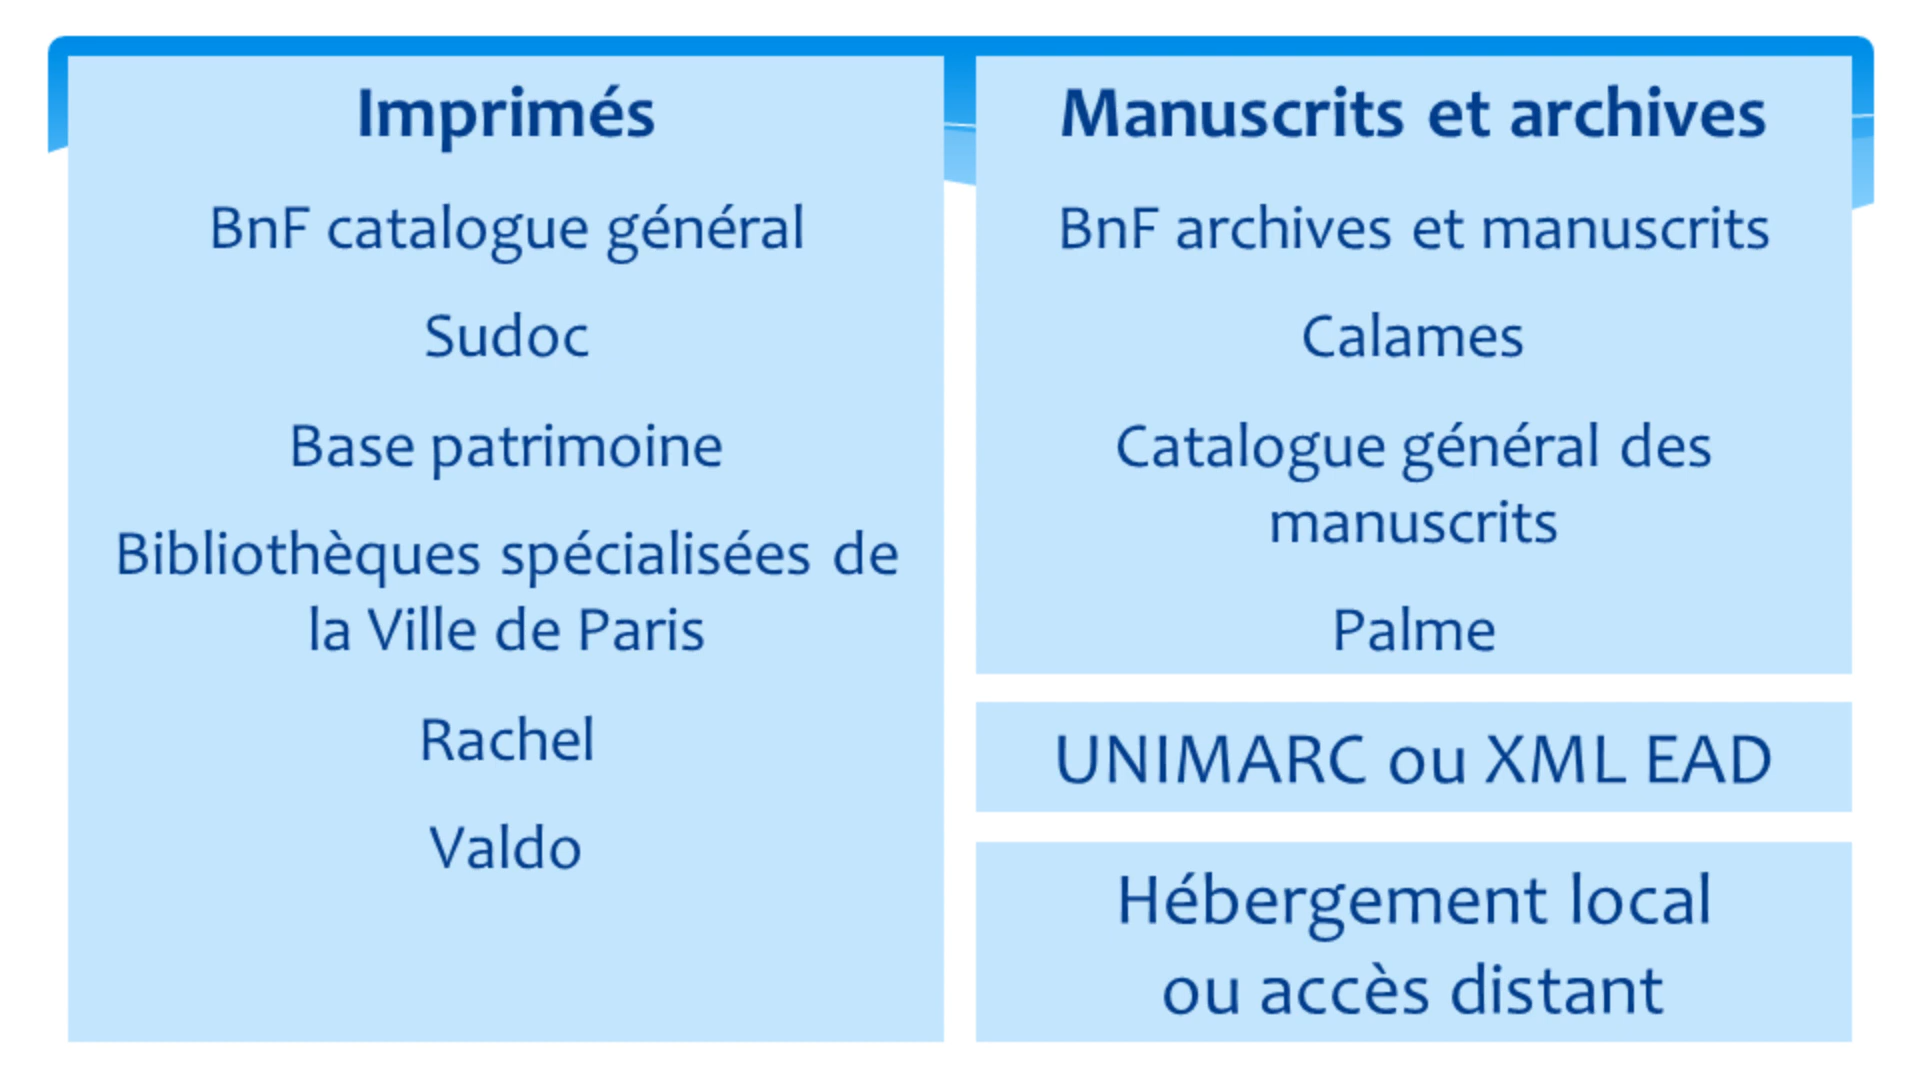 Imprimés
BnF catalogue général
Sudoc
Base patrimoine
Bibliothèques spécialisées de
la Ville de Paris
Rachel
Valdo
Manuscrits et archives
BnF archives et manuscrits
Calames
Catalogue général des
manuscrits
Palme
UNIMARC ou XML EAD
Hébergement local
ou accès distant